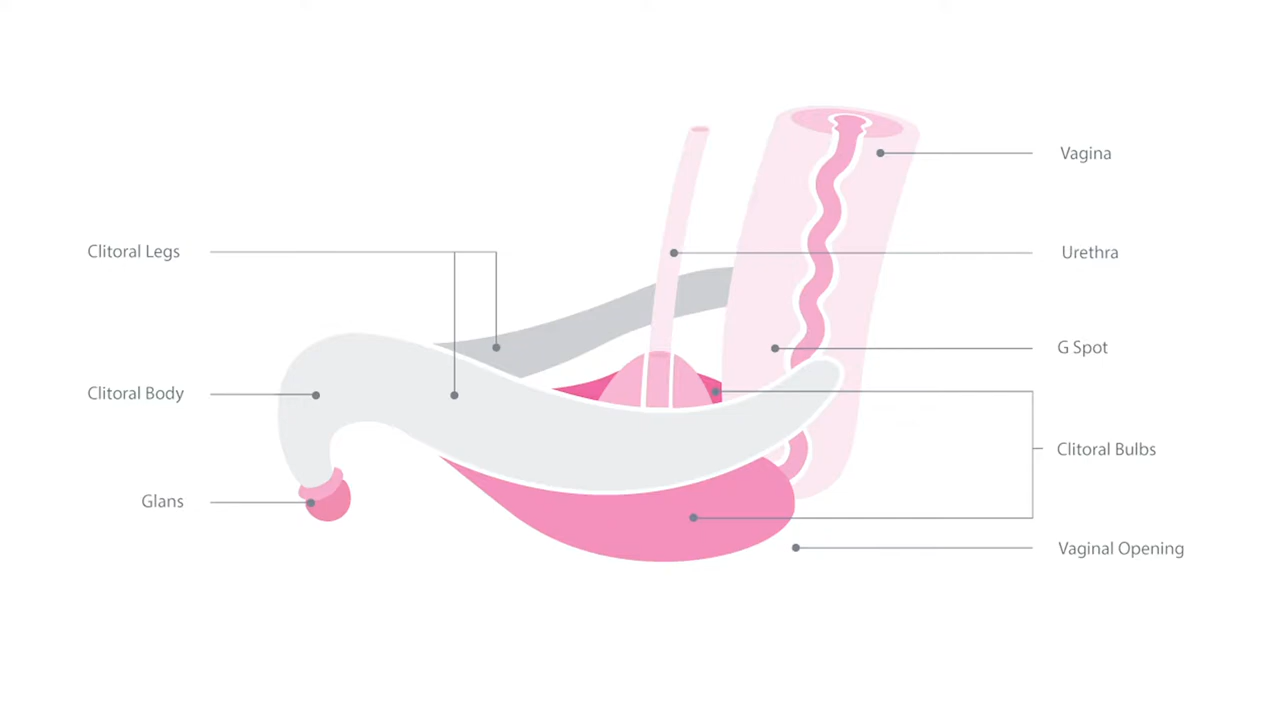 Clitoral Legs
Clitoral Body
Glans
Vagina
Urethra
G Spot
Clitoral Bulbs
Vaginal Opening